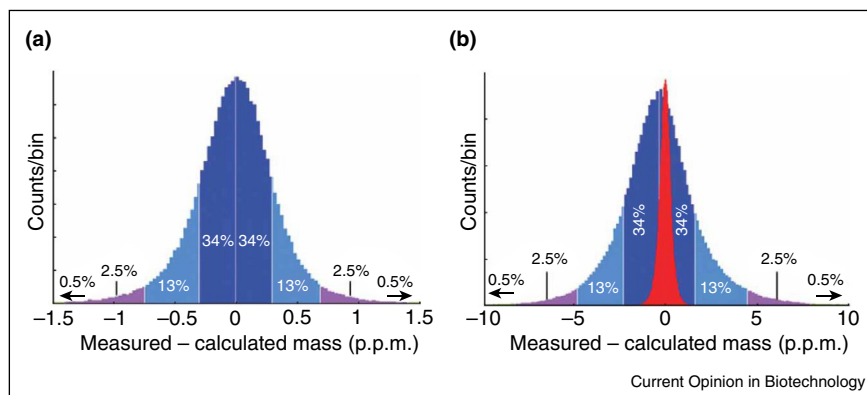 (a)
(b)
Counts/bin
Counts/bin
34% 34%
34% 34%
2.5% 2.5%
2.5% 2.5%
0.5% 13% 13% 0.5%
0.5% 13% 13% 0.5%
–1.5 –1 –0.5 0 0.5 1 1.5
–10 –5 0 5 10
Measured – calculated mass (p.p.m.)
Measured – calculated mass (p.p.m.)
Current Opinion in Biotechnology